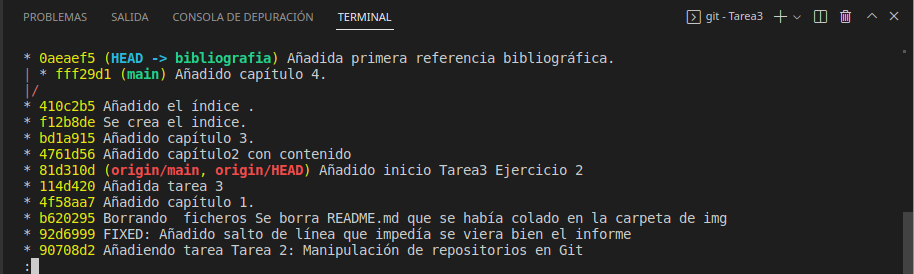 PROBLEMAS SALIDA CONSOLA DE DEPURACIÓN TERMINAL git - Tarea3
* 0aeaef5 (HEAD -> bibliografia) Añadida primera referencia bibliográfica.
| * fff29d1 (main) Añadido capítulo 4.
|/
* 410c2b5 Añadido el índice .
* f12b8de Se crea el indice.
* bd1a915 Añadido capítulo 3.
* 4761d56 Añadido capítulo2 con contenido
* 81d310d (origin/main, origin/HEAD) Añadido inicio Tarea3 Ejercicio 2
* 114d420 Añadida tarea 3
* 4f58aa7 Añadido capítulo 1.
* b620295 Borrando  ficheros Se borra README.md que se había colado en la carpeta de img
* 92d6999 FIXED: Añadido salto de línea que impedía se viera bien el informe
* 90708d2 Añadiendo tarea Tarea 2: Manipulación de repositorios en Git
: